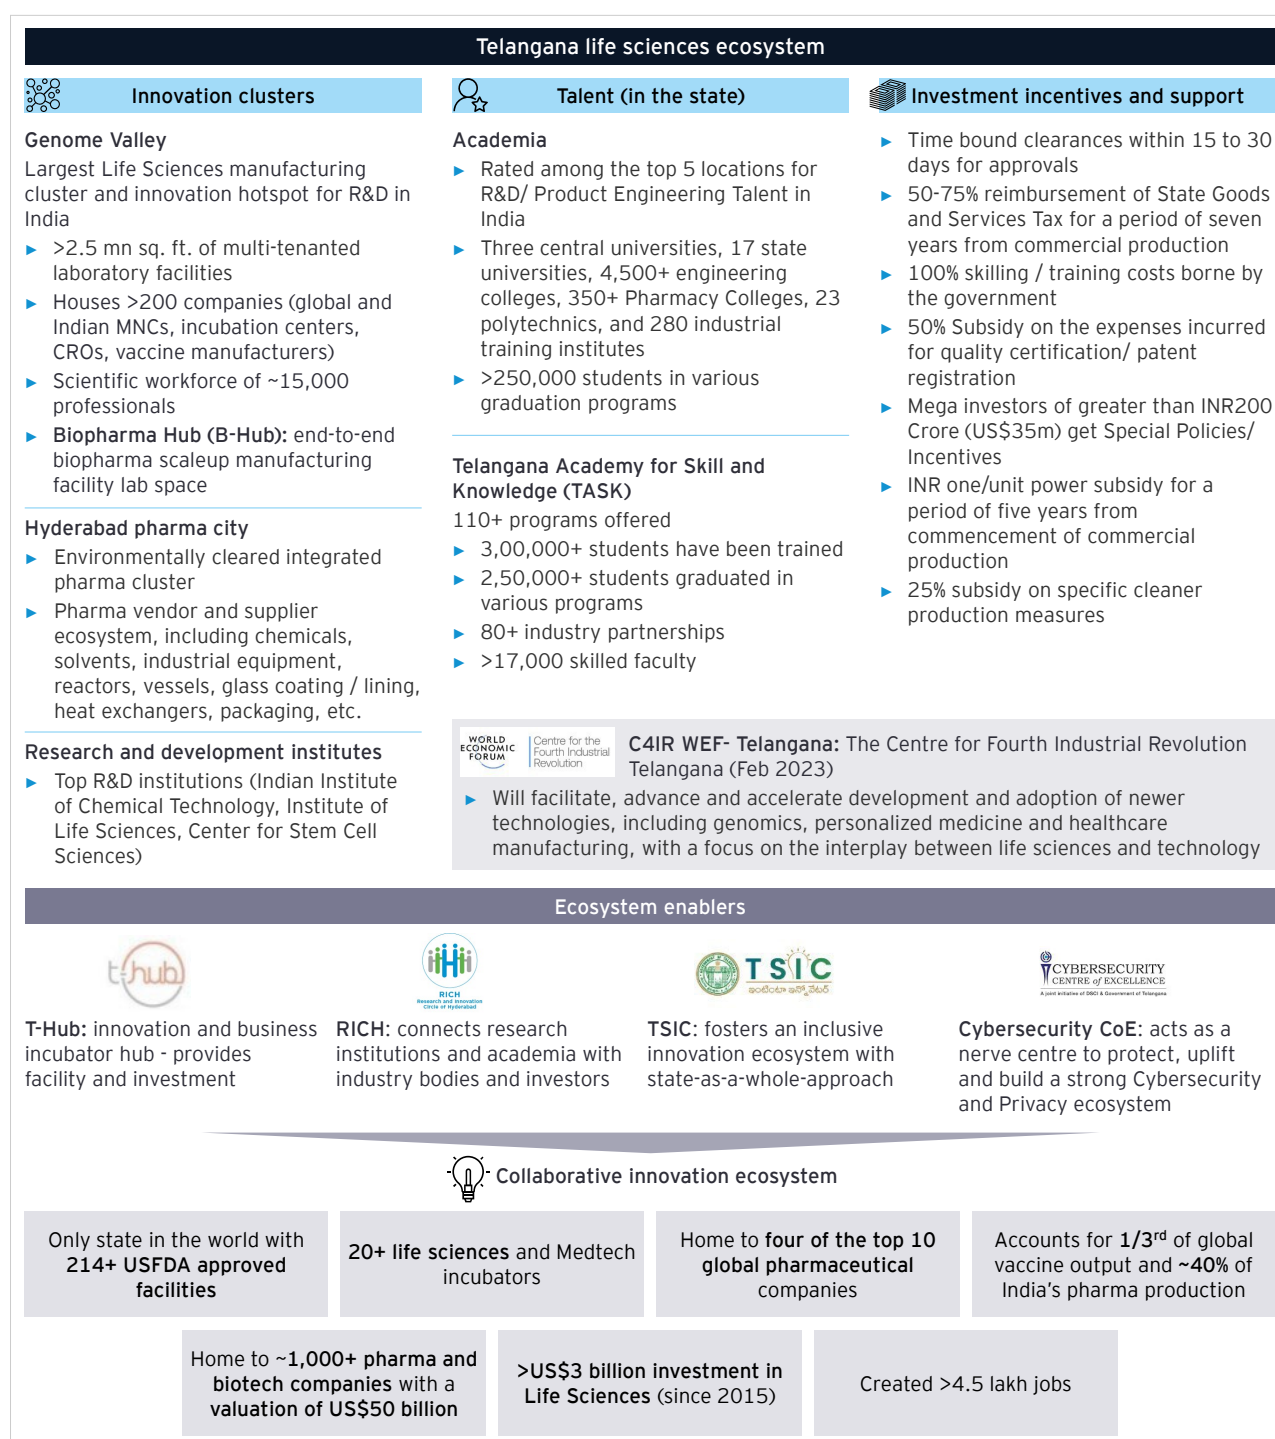 Telangana life sciences ecosystem
Innovation clusters
Genome Valley
Largest Life Sciences manufacturing
cluster and innovation hotspot for R&D in
India
► >2.5 mn sq. ft. of multi-tenanted
laboratory facilities
► Houses >200 companies (global and
Indian MNCs, incubation centers,
CROs, vaccine manufacturers)
► Scientific workforce of ~15,000
professionals
► Biopharma Hub (B-Hub): end-to-end
biopharma scaleup manufacturing
facility lab space
Hyderabad pharma city
► Environmentally cleared integrated
pharma cluster
► Pharma vendor and supplier
ecosystem, including chemicals,
solvents, industrial equipment,
reactors, vessels, glass coating / lining,
heat exchangers, packaging, etc.
Research and development institutes
► Top R&D institutions (Indian Institute
of Chemical Technology, Institute of
Life Sciences, Center for Stem Cell
Sciences)
Talent (in the state)
Academia
► Rated among the top 5 locations for
R&D/ Product Engineering Talent in
India
► Three central universities, 17 state
universities, 4,500+ engineering
colleges, 350+ Pharmacy Colleges, 23
polytechnics, and 280 industrial
training institutes
► >250,000 students in various
graduation programs
Telangana Academy for Skill and
Knowledge (TASK)
110+ programs offered
► 3,00,000+ students have been trained
► 2,50,000+ students graduated in
various programs
► 80+ industry partnerships
► >17,000 skilled faculty
Investment incentives and support
► Time bound clearances within 15 to 30
days for approvals
► 50-75% reimbursement of State Goods
and Services Tax for a period of seven
years from commercial production
► 100% skilling / training costs borne by
the government
► 50% Subsidy on the expenses incurred
for quality certification/ patent
registration
► Mega investors of greater than INR200
Crore (US$35m) get Special Policies/
Incentives
► INR one/unit power subsidy for a
period of five years from
commencement of commercial
production
► 25% subsidy on specific cleaner
production measures
WORLD
ECONOMIC
FORUM
Centre for the
Fourth Industrial
Revolution
C4IR WEF- Telangana: The Centre for Fourth Industrial Revolution
Telangana (Feb 2023)
► Will facilitate, advance and accelerate development and adoption of newer
technologies, including genomics, personalized medicine and healthcare
manufacturing, with a focus on the interplay between life sciences and technology
Ecosystem enablers
t-hub
T-Hub: innovation and business
incubator hub - provides
facility and investment
RICH
Research and Innovation
Circle of Hyderabad
RICH: connects research
institutions and academia with
industry bodies and investors
TSIC
ఇంటింటా ఇన్నోవేటర్
TSIC: fosters an inclusive
innovation ecosystem with
state-as-a-whole-approach
CYBERSECURITY
CENTRE of EXCELLENCE
A joint initiative of DSCI & Government of Telangana
Cybersecurity CoE: acts as a
nerve centre to protect, uplift
and build a strong Cybersecurity
and Privacy ecosystem
Collaborative innovation ecosystem
Only state in the world with
214+ USFDA approved
facilities
20+ life sciences and Medtech
incubators
Home to four of the top 10
global pharmaceutical
companies
Accounts for 1/3rd of global
vaccine output and ~40% of
India's pharma production
Home to ~1,000+ pharma and
biotech companies with a
valuation of US$50 billion
>US$3 billion investment in
Life Sciences (since 2015)
Created >4.5 lakh jobs